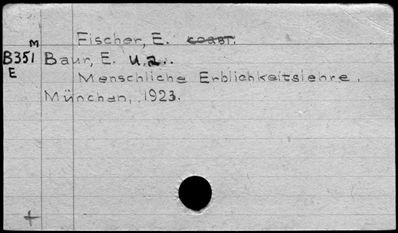 Fischer, E. coaut.
M
B351 Baur, E. u.a..
E
Menschliche Erblichkeitslehre.
München, 1923.